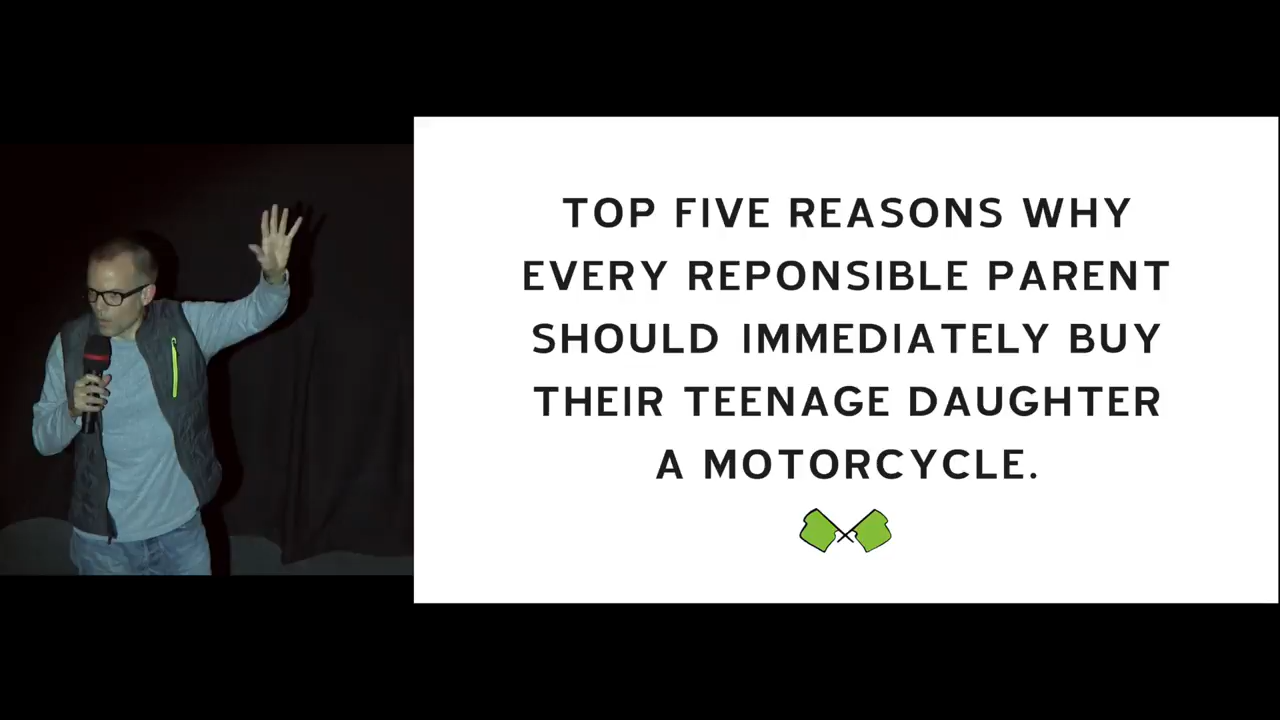 TOP FIVE REASONS WHY
EVERY REPONSIBLE PARENT
SHOULD IMMEDIATELY BUY
THEIR TEENAGE DAUGHTER
A MOTORCYCLE.